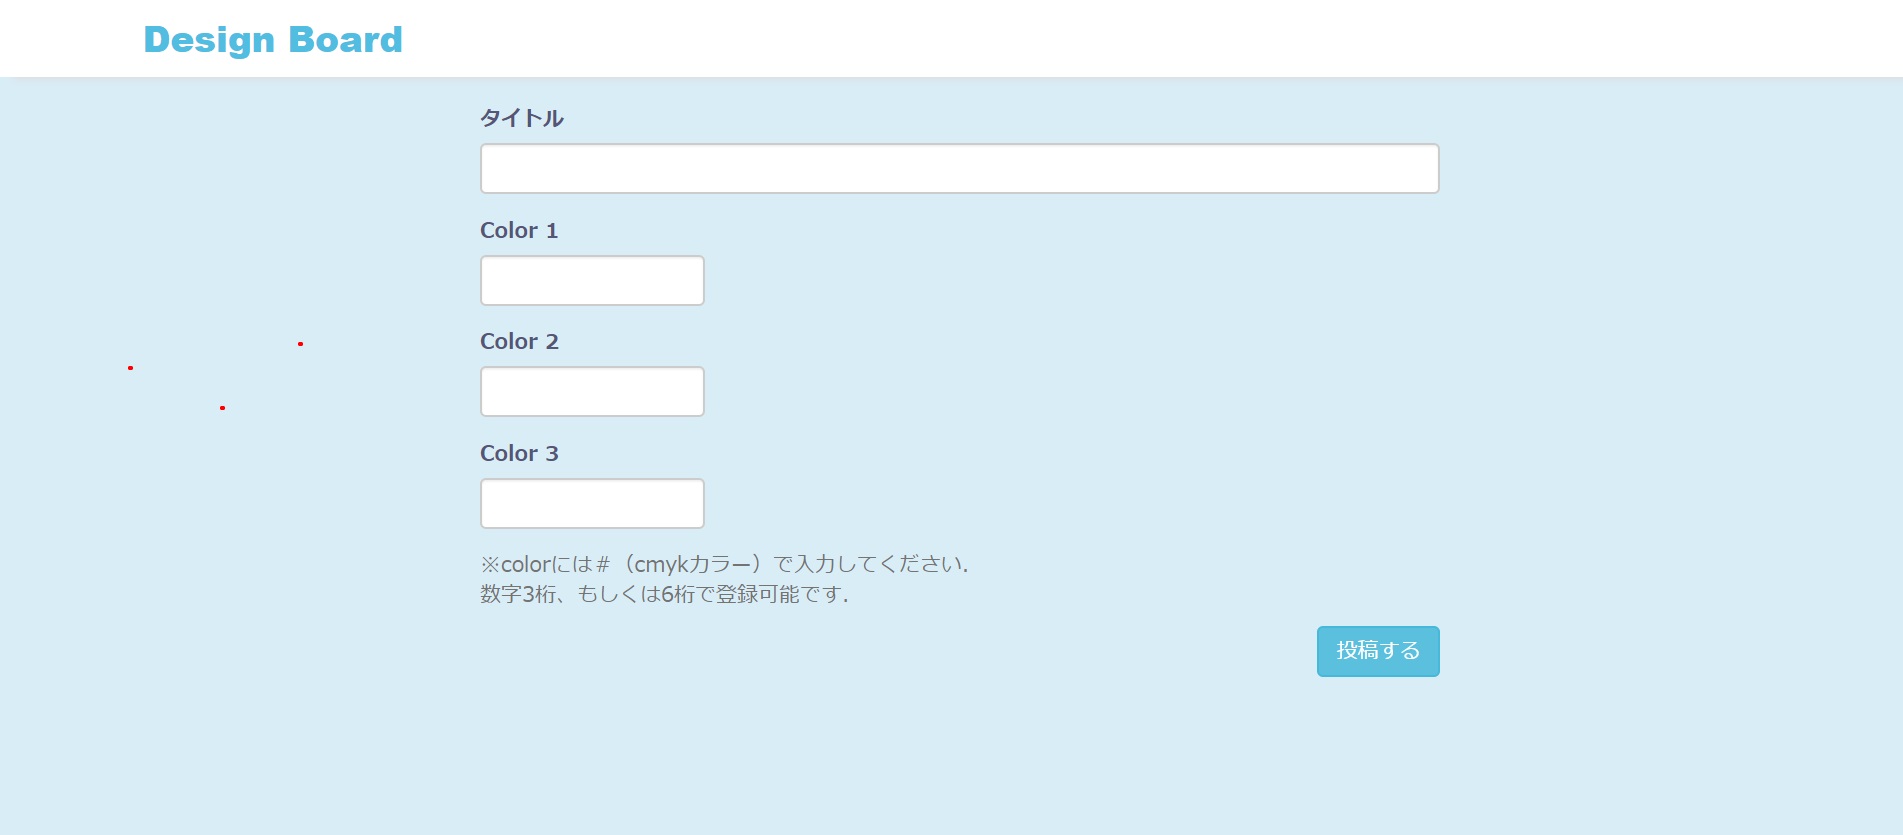 Design Board
タイトル
Color 1
Color 2
Color 3
※colorには＃（cmykカラー）で入力してください.
数字3桁、もしくは6桁で登録可能です.
投稿する